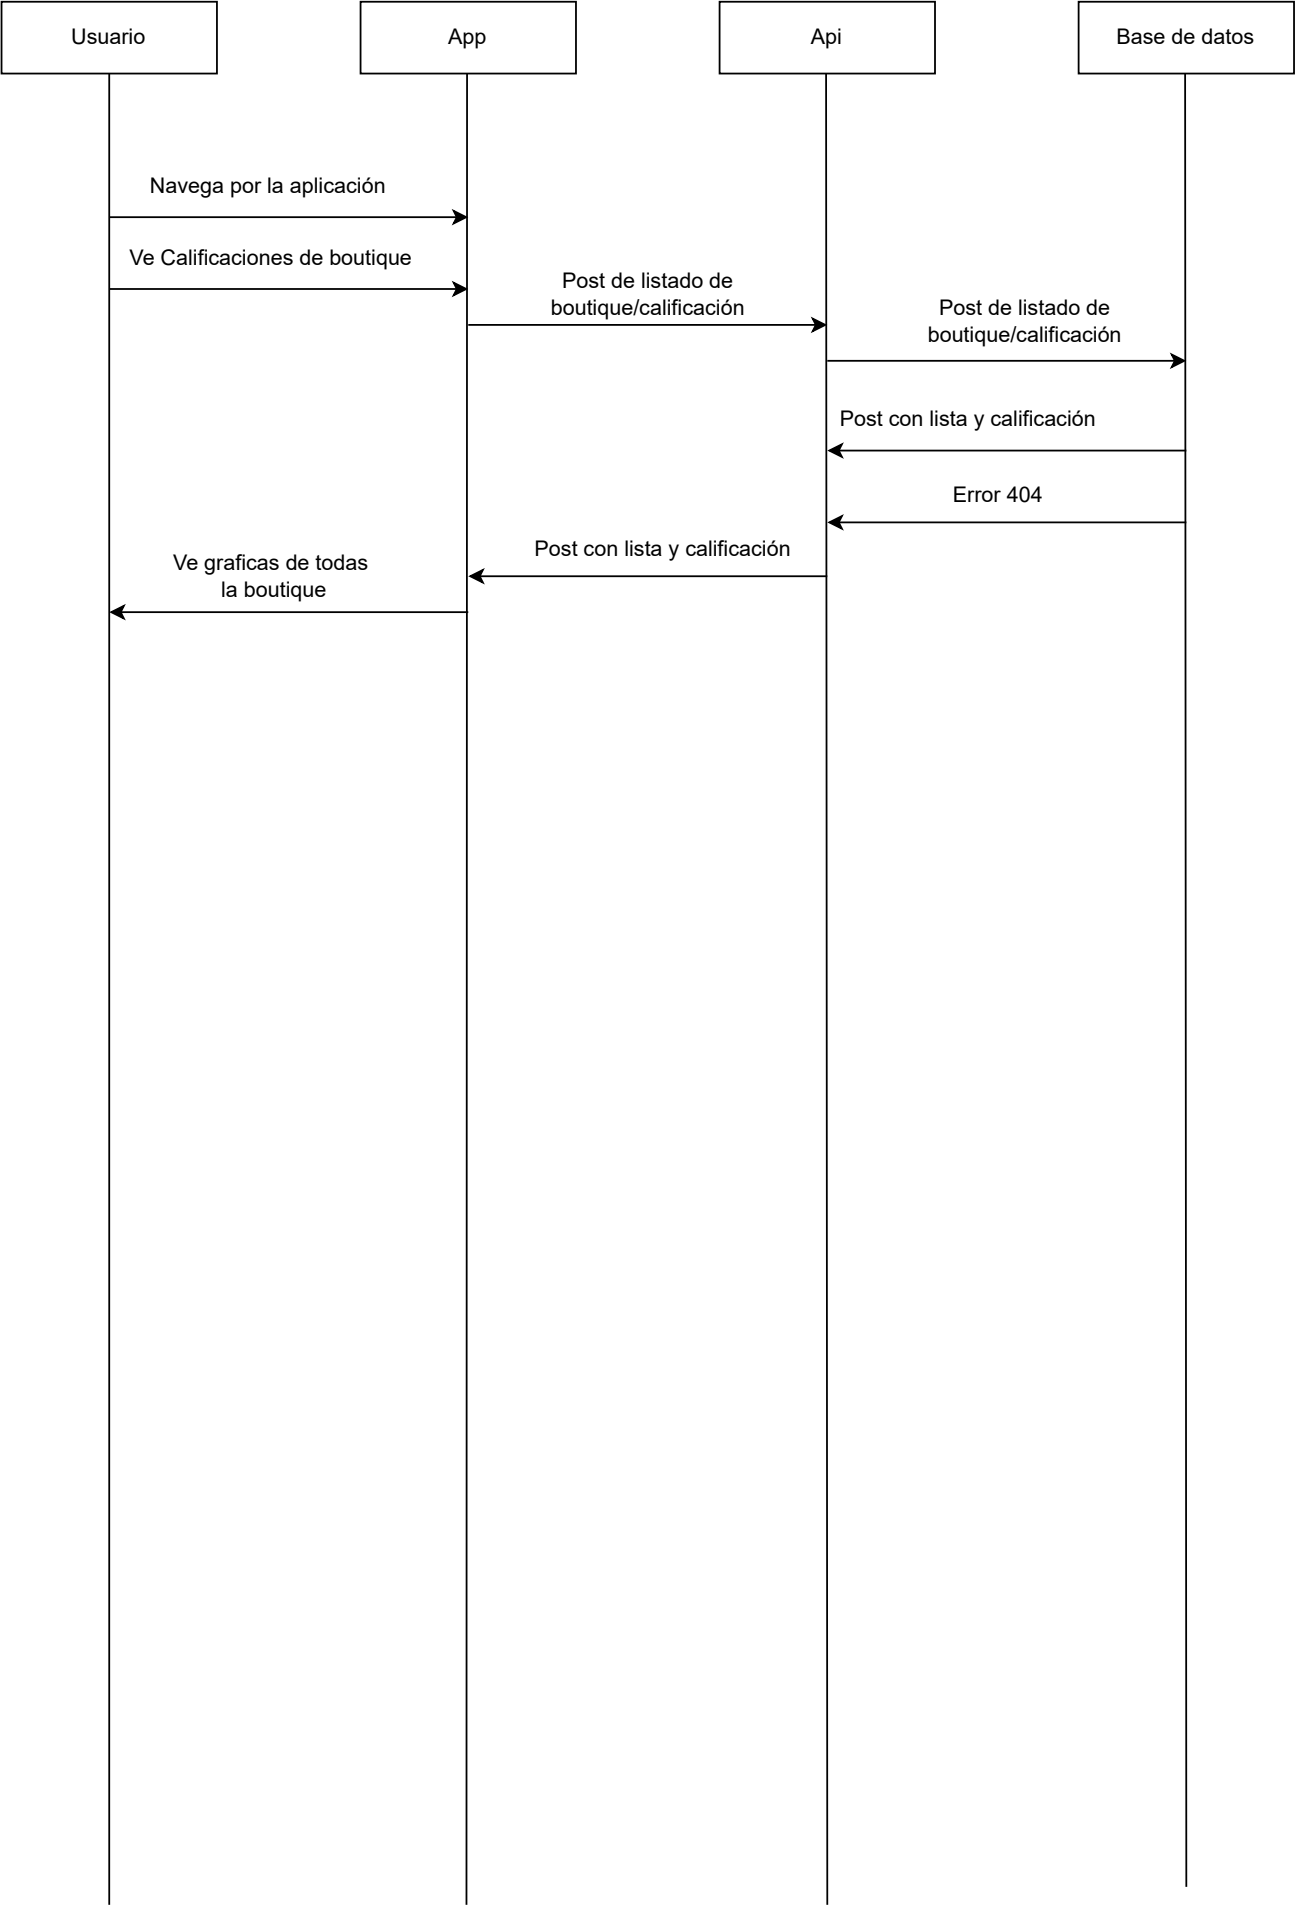 Usuario
App
Api
Base de datos
Navega por la aplicación
Ve Calificaciones de boutique
Post de listado de
boutique/calificación
Post de listado de
boutique/calificación
Post con lista y calificación
Error 404
Post con lista y calificación
Ve graficas de todas
la boutique